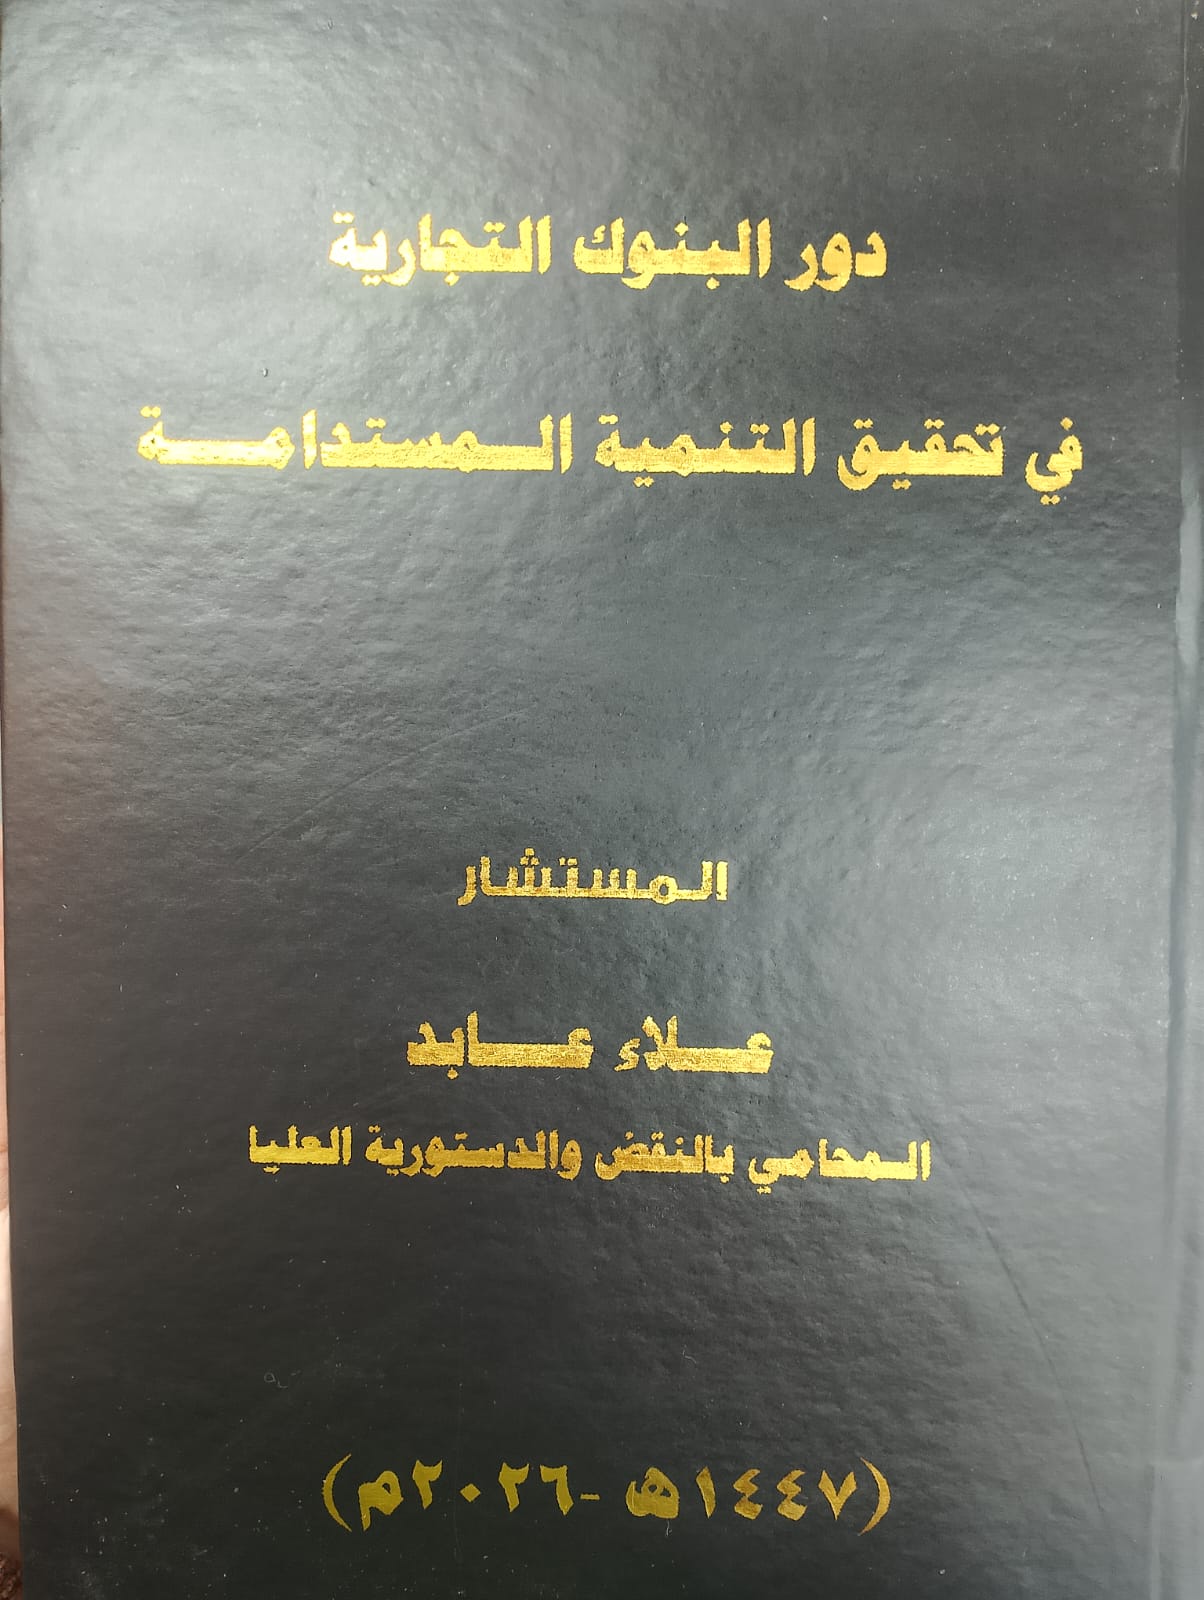 دور البنوك التجارية
في تحقيق التنمية المستدامة
المستشار
علاء عابد
المحامي بالنقض والدستورية العليا
(١٤٤٧هـ -٢٠٢٦م)